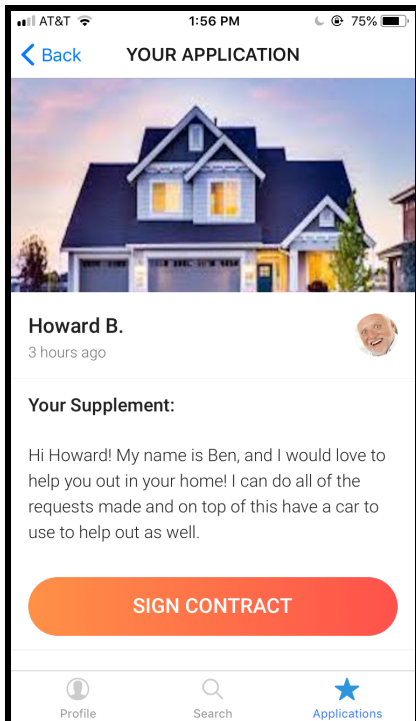 AT&T 1:56 PM 75%
Back YOUR APPLICATION
Howard B.
3 hours ago
Your Supplement:
Hi Howard! My name is Ben, and I would love to
help you out in your home! I can do all of the
requests made and on top of this have a car to
use to help out as well.
SIGN CONTRACT
Profile Search Applications